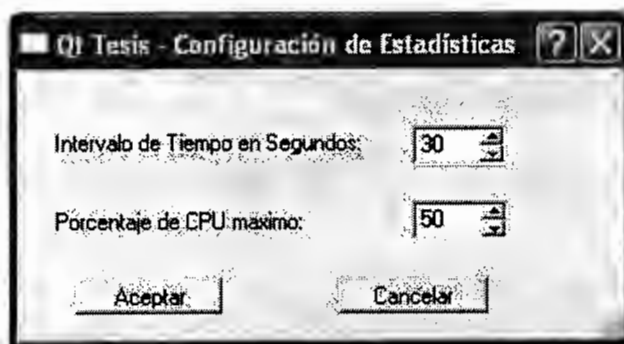 QI Tesis - Configuración de Estadísticas
Intervalo de Tiempo en Segundos: 30
Porcentaje de CPU maximo: 50
Aceptar Cancelar